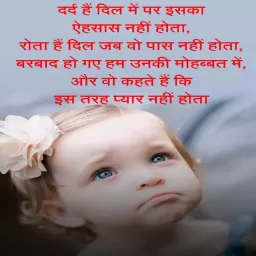 दर्द हैं दिल में पर इसका
ऐहसास नहीं होता,
रोता हैं दिल जब वो पास नहीं होता,
बरबाद हो गए हम उनकी मोहब्बत में,
और वो कहते हैं कि
इस तरह प्यार नहीं होता